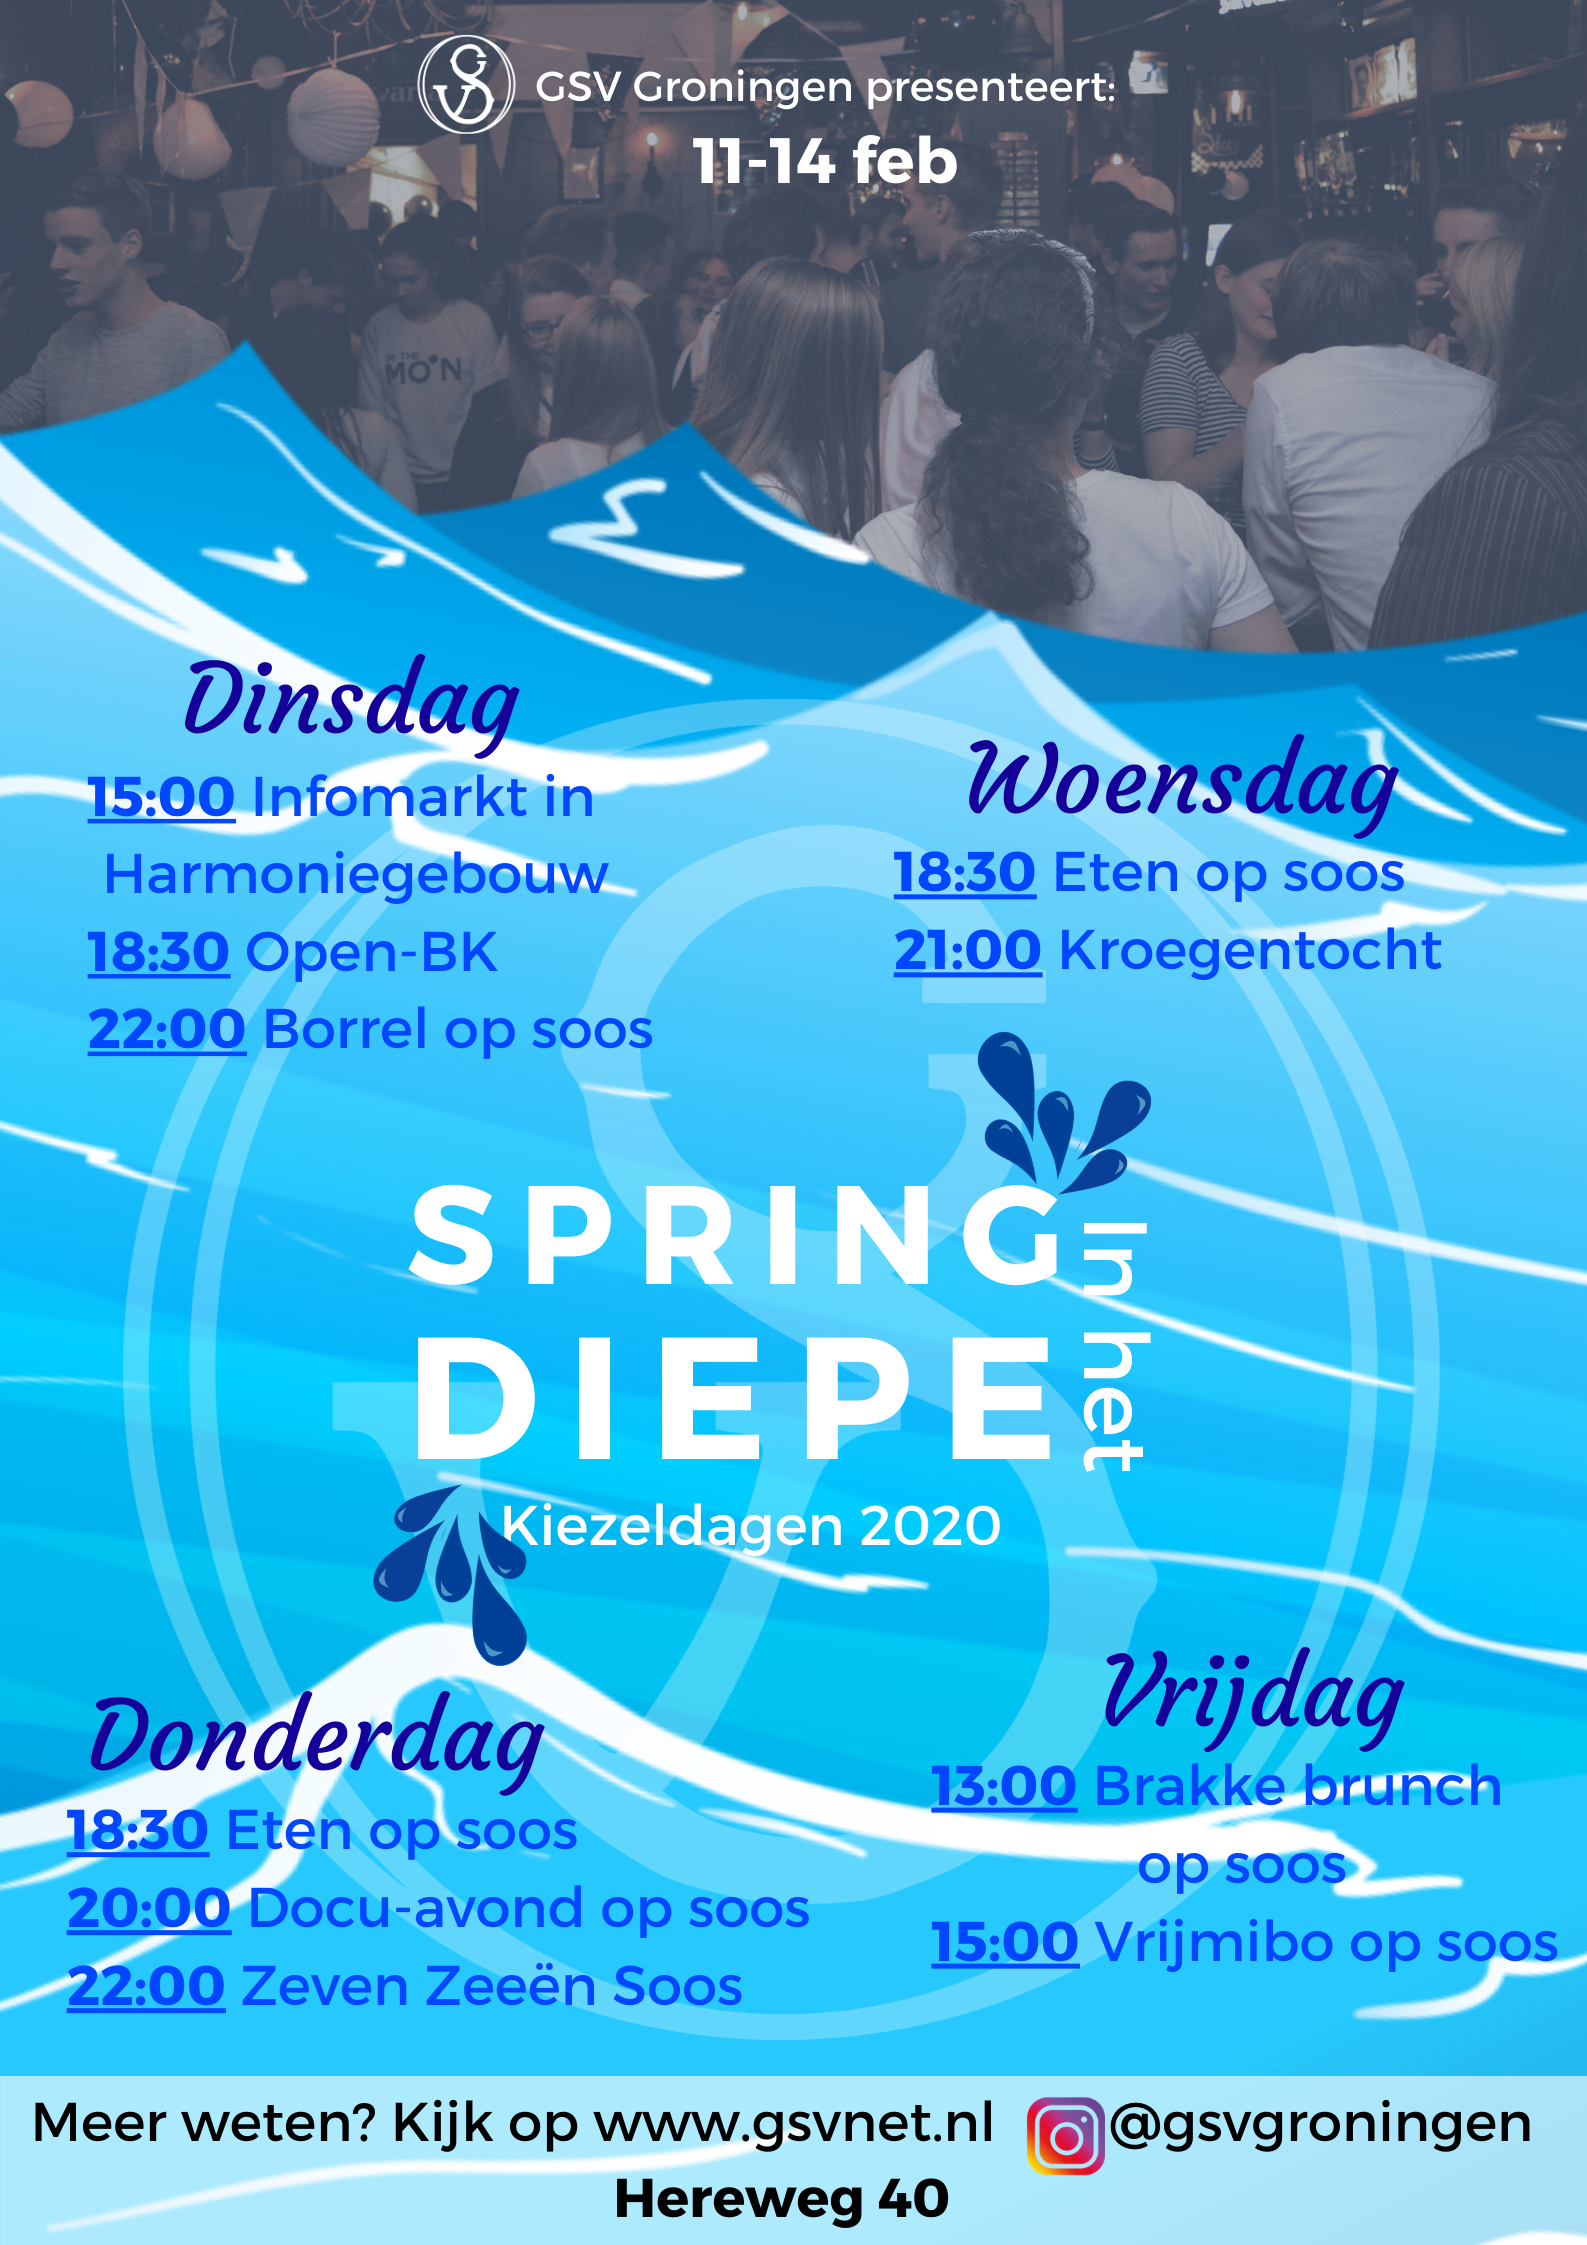 GSV Groningen presenteert:
11-14 feb
MO°N
Dinsdag
15:00 Infomarkt in
Harmoniegebouw
18:30 Open-BK
22:00 Borrel op soos
Woensdag
18:30 Eten op soos
21:00 Kroegentocht
SPRING
In het
DIEPE
Kiezeldagen 2020
Donderdag
18:30 Eten op soos
20:00 Docu-avond op soos
22:00 Zeven Zeeën Soos
Vrijdag
13:00 Brakke brunch
op soos
15:00 Vrijmibo op soos
Meer weten? Kijk op www.gsvnet.nl @gsvgroningen
Hereweg 40